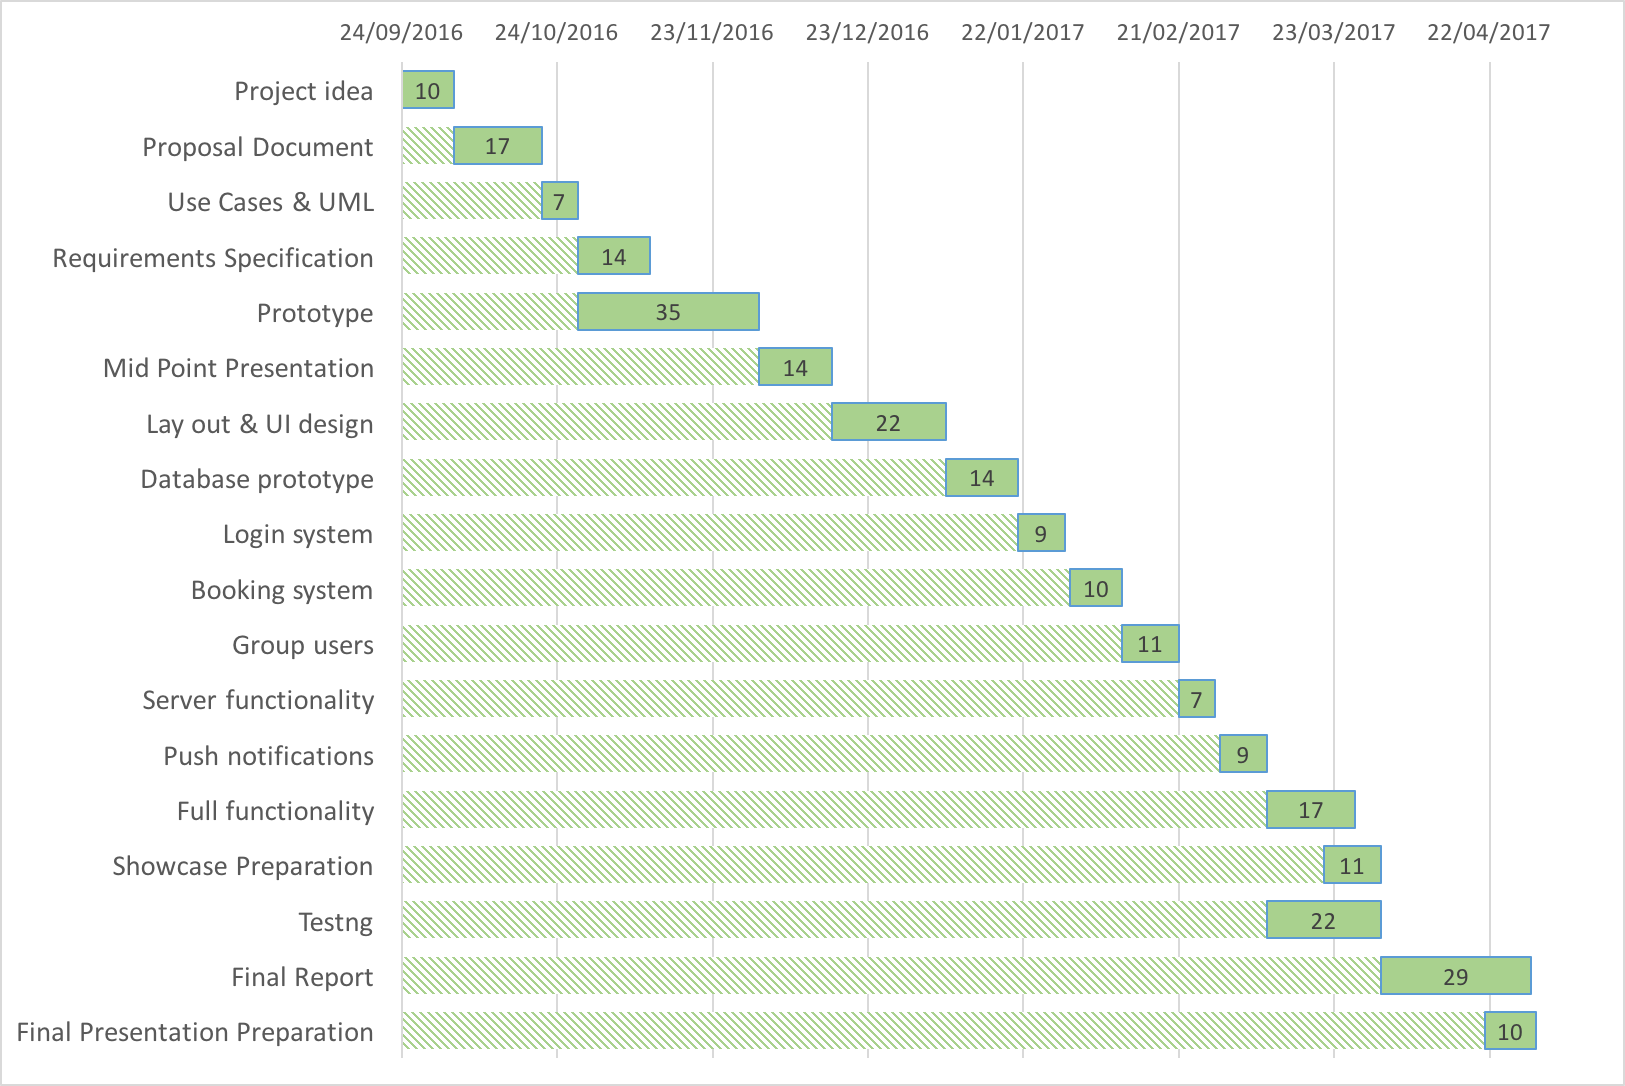 24/09/2016 24/10/2016 23/11/2016 23/12/2016 22/01/2017 21/02/2017 23/03/2017 22/04/2017
Project idea 10
Proposal Document 17
Use Cases & UML 7
Requirements Specification 14
Prototype 35
Mid Point Presentation 14
Lay out & UI design 22
Database prototype 14
Login system 9
Booking system 10
Group users 11
Server functionality 7
Push notifications 9
Full functionality 17
Showcase Preparation 11
Testng 22
Final Report 29
Final Presentation Preparation 10